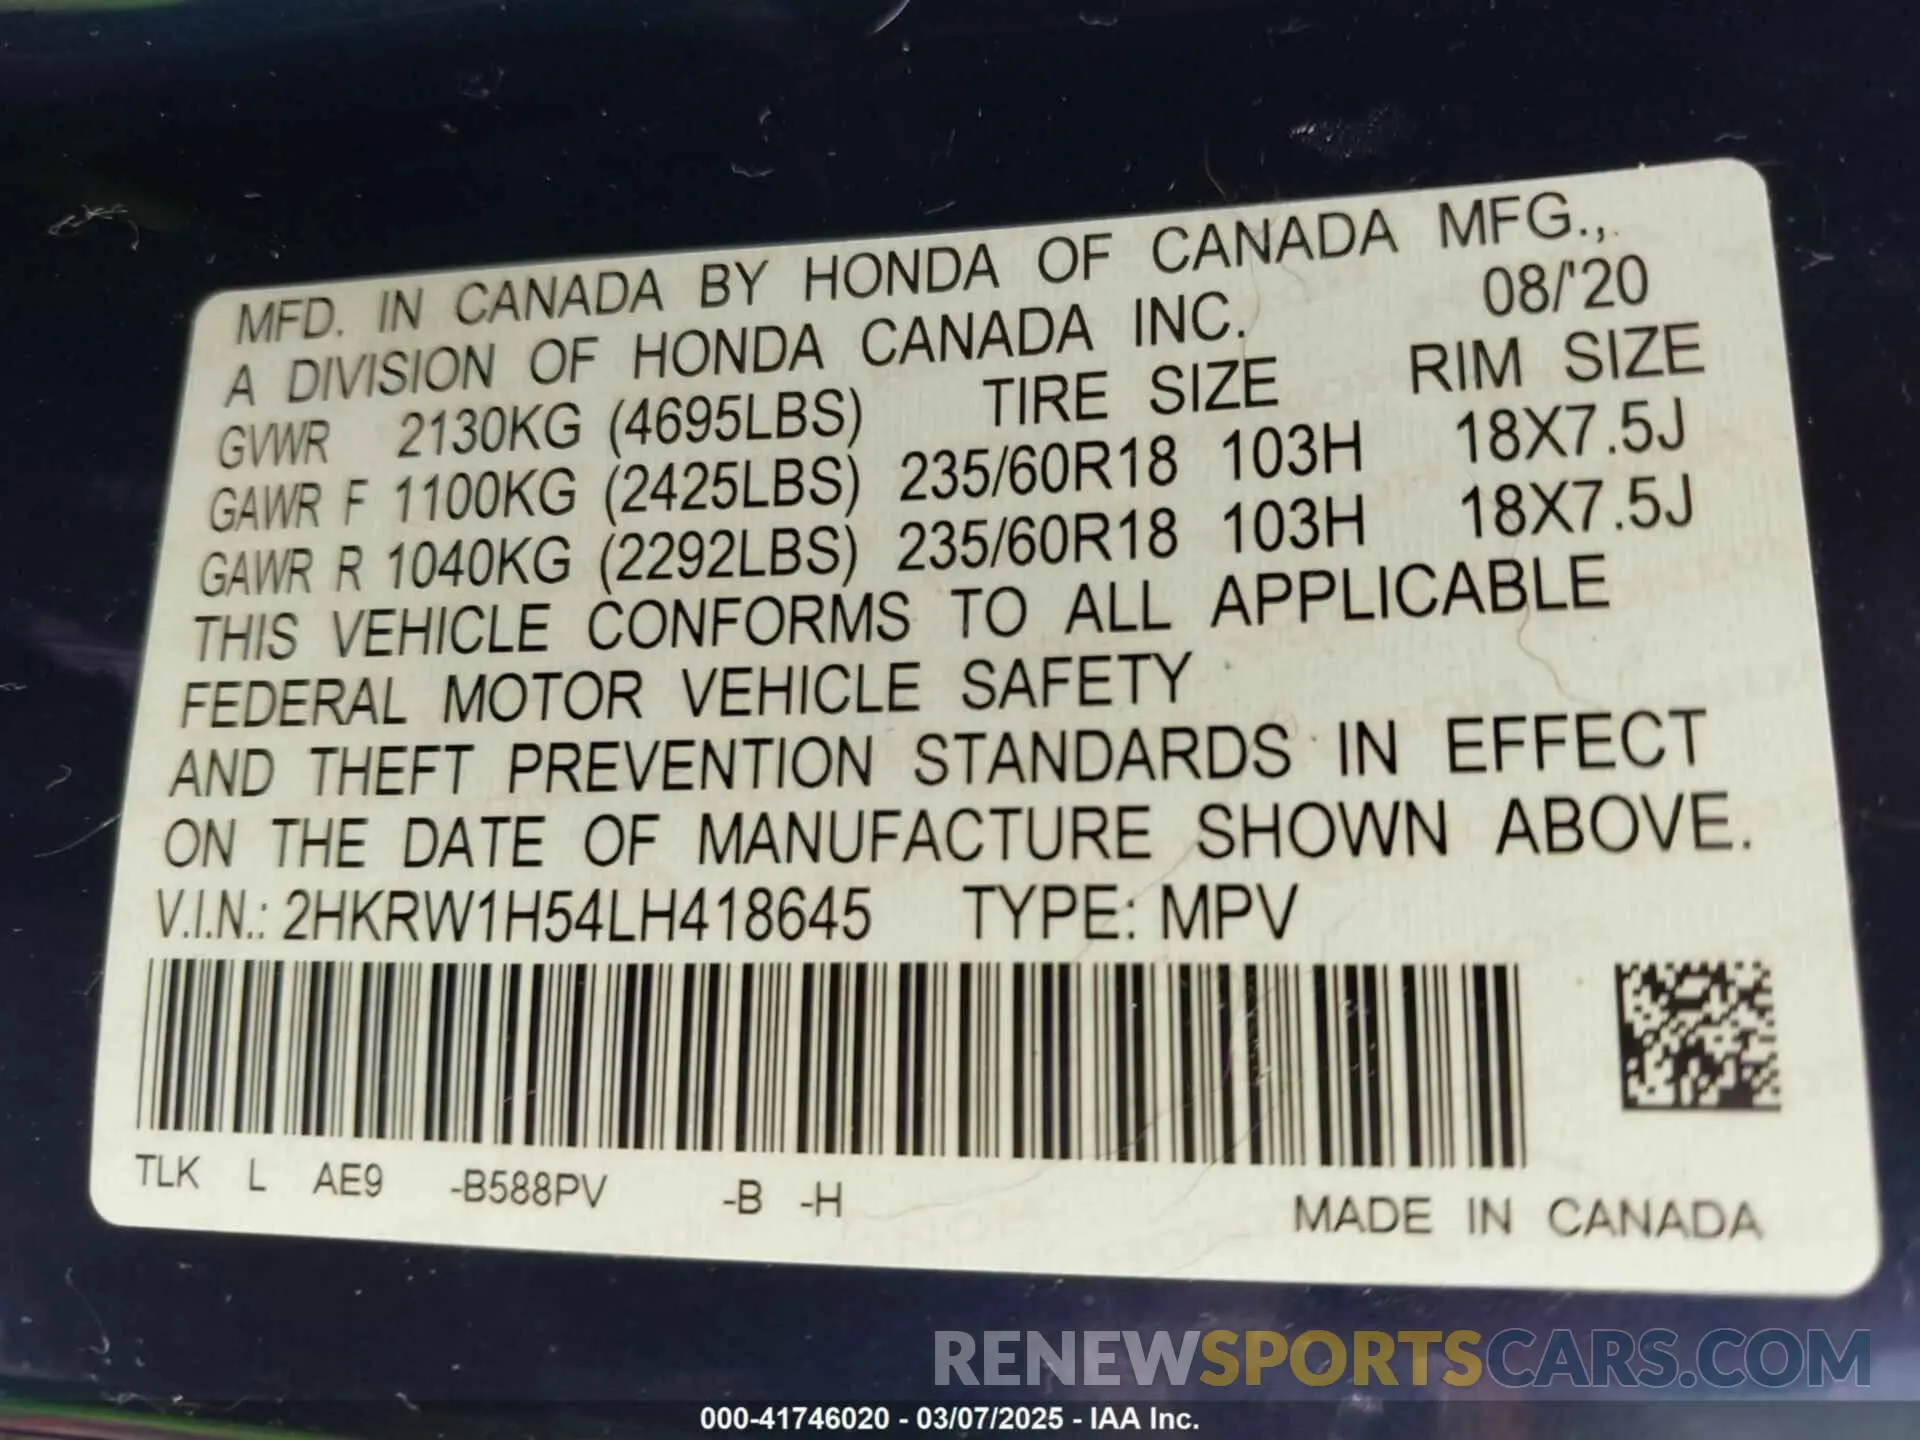 MFD. IN CANADA BY HONDA OF CANADA MFG.,
A DIVISION OF HONDA CANADA INC. 08/'20
GVWR 2130KG (4695LBS) TIRE SIZE RIM SIZE
GAWR F 1100KG (2425LBS) 235/60R18 103H 18X7.5J
GAWR R 1040KG (2292LBS) 235/60R18 103H 18X7.5J
THIS VEHICLE CONFORMS TO ALL APPLICABLE
FEDERAL MOTOR VEHICLE SAFETY
AND THEFT PREVENTION STANDARDS IN EFFECT
ON THE DATE OF MANUFACTURE SHOWN ABOVE.
V.I.N.: 2HKRW1H54LH418645 TYPE: MPV
TLK L AE9 -B588PV -B -H
MADE IN CANADA
RENEWSPORTSCARS.COM
000-41746020 - 03/07/2025 - IAA Inc.